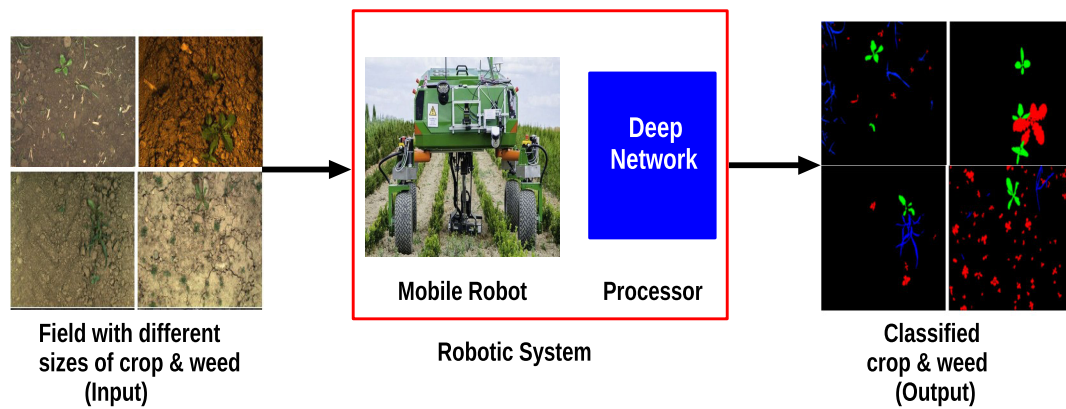 Deep
Network
Mobile Robot
Processor
Field with different
sizes of crop & weed
(Input)
Robotic System
Classified
crop & weed
(Output)